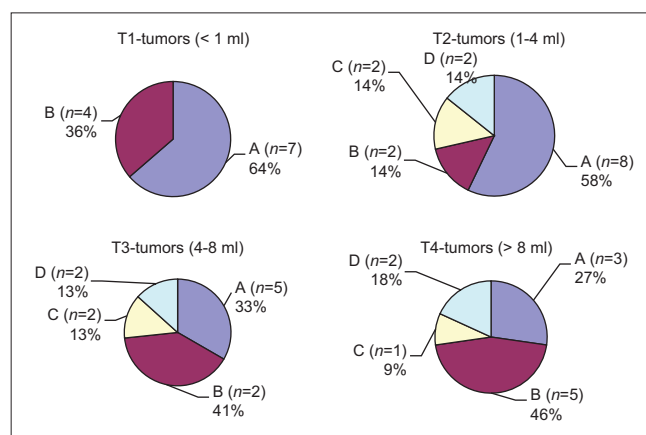 T1-tumors (< 1 ml)
B (n=4)
36%
A (n=7)
64%
T2-tumors (1-4 ml)
D (n=2)
14%
C (n=2)
14%
B (n=2)
14%
A (n=8)
58%
T3-tumors (4-8 ml)
D (n=2)
13%
C (n=2)
13%
A (n=5)
33%
B (n=2)
41%
T4-tumors (> 8 ml)
D (n=2)
18%
A (n=3)
27%
C (n=1)
9%
B (n=5)
46%